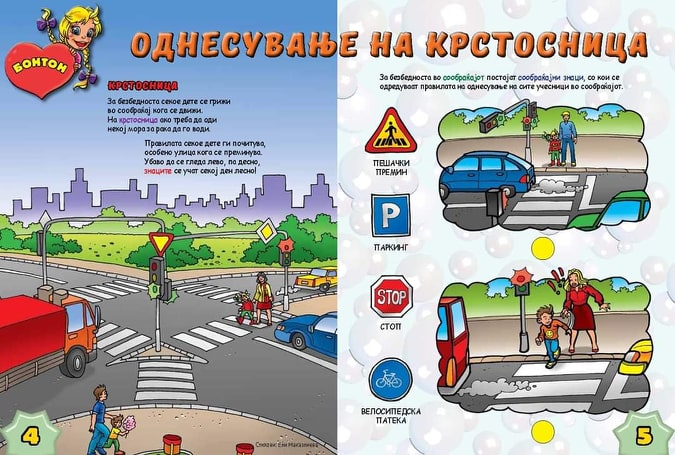 БОНТОН
ОДНЕСУВАЊЕ НА КРСТОСНИЦА
КРСТОСНИЦА
За безбедноста секое дете се грижи
во сообраќај кога се движи.
На крстосница ако треба да оди
некој мора за рака да го води.
Правилата секое дете ги почитува,
особено улица кога се преминува.
Убаво да се гледа лево, па десно,
знаците се учат секој ден лесно!
Стихови: Ели Маказлиева
4
За безбедноста во сообраќајот постојат сообраќајни знаци, со кои се
одредуваат правилата на однесување на сите учесници во сообраќајот.
ПЕШАЧКИ
ПРЕМИН
P
ПАРКИНГ
STOP
СТОП
ВЕЛОСИПЕДСКА
ПАТЕКА
5